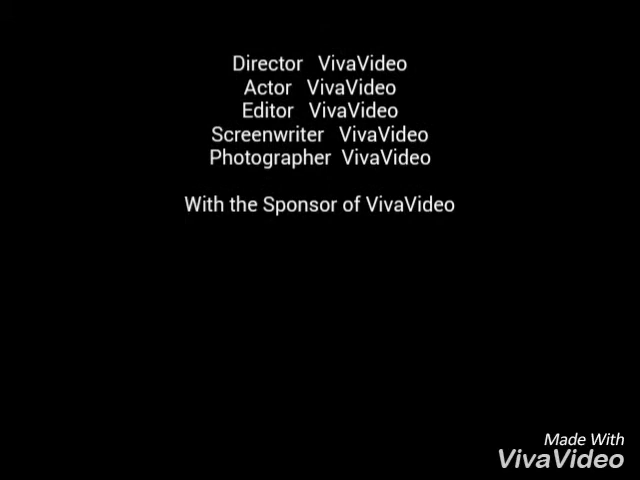 Director VivaVideo
Actor VivaVideo
Editor VivaVideo
Screenwriter VivaVideo
Photographer VivaVideo
With the Sponsor of VivaVideo
Made With
VivaVideo